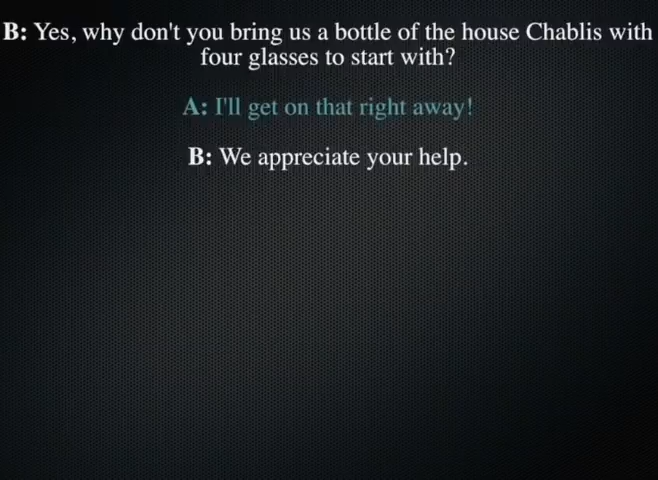 B: Yes, why don't you bring us a bottle of the house Chablis with
four glasses to start with?
A: I'll get on that right away!
B: We appreciate your help.